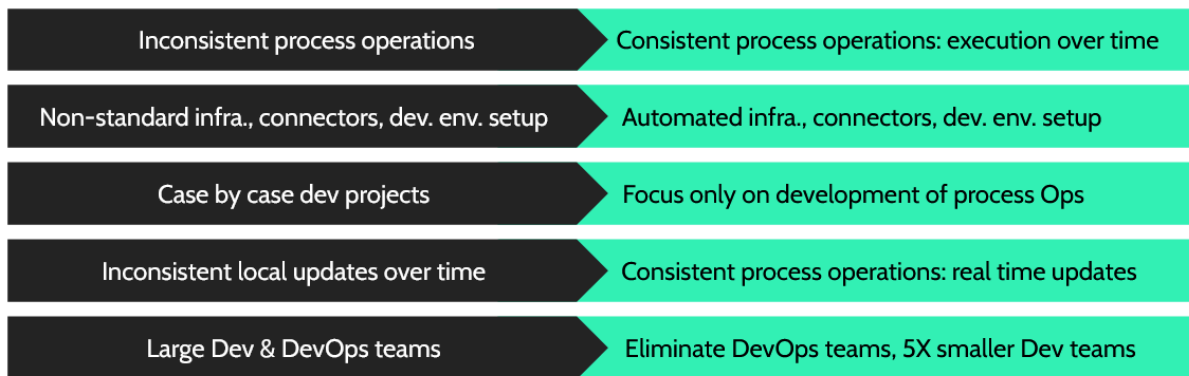 Inconsistent process operations
Consistent process operations: execution over time
Non-standard infra., connectors, dev. env. setup
Automated infra., connectors, dev. env. setup
Case by case dev projects
Focus only on development of process Ops
Inconsistent local updates over time
Consistent process operations: real time updates
Large Dev & DevOps teams
Eliminate DevOps teams, 5X smaller Dev teams